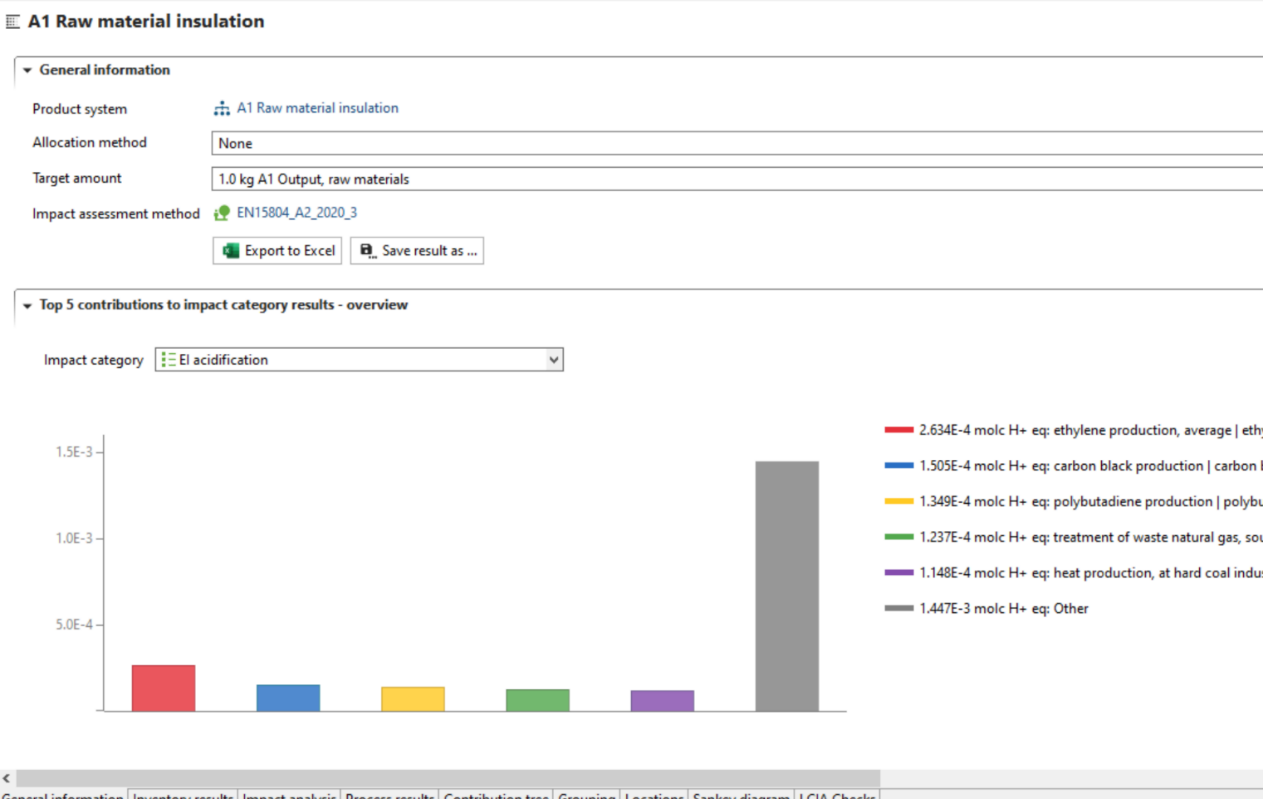 A1 Raw material insulation
General information
Product system A1 Raw material insulation
Allocation method None
Target amount 1.0 kg A1 Output, raw materials
Impact assessment method EN15804_A2_2020_3
Export to Excel Save result as ...
Top 5 contributions to impact category results - overview
Impact category EI acidification
1.5E-3
1.0E-3
5.0E-4
2.634E-4 molc H+ eq: ethylene production, average | eth
1.505E-4 molc H+ eq: carbon black production | carbon
1.349E-4 molc H+ eq: polybutadiene production | polybu
1.237E-4 molc H+ eq: treatment of waste natural gas, sou
1.148E-4 molc H+ eq: heat production, at hard coal indus
1.447E-3 molc H+ eq: Other
General information Inventory results Impact analysis Process results Contribution tree Grouping Locations Sankey diagram LCIA Checks